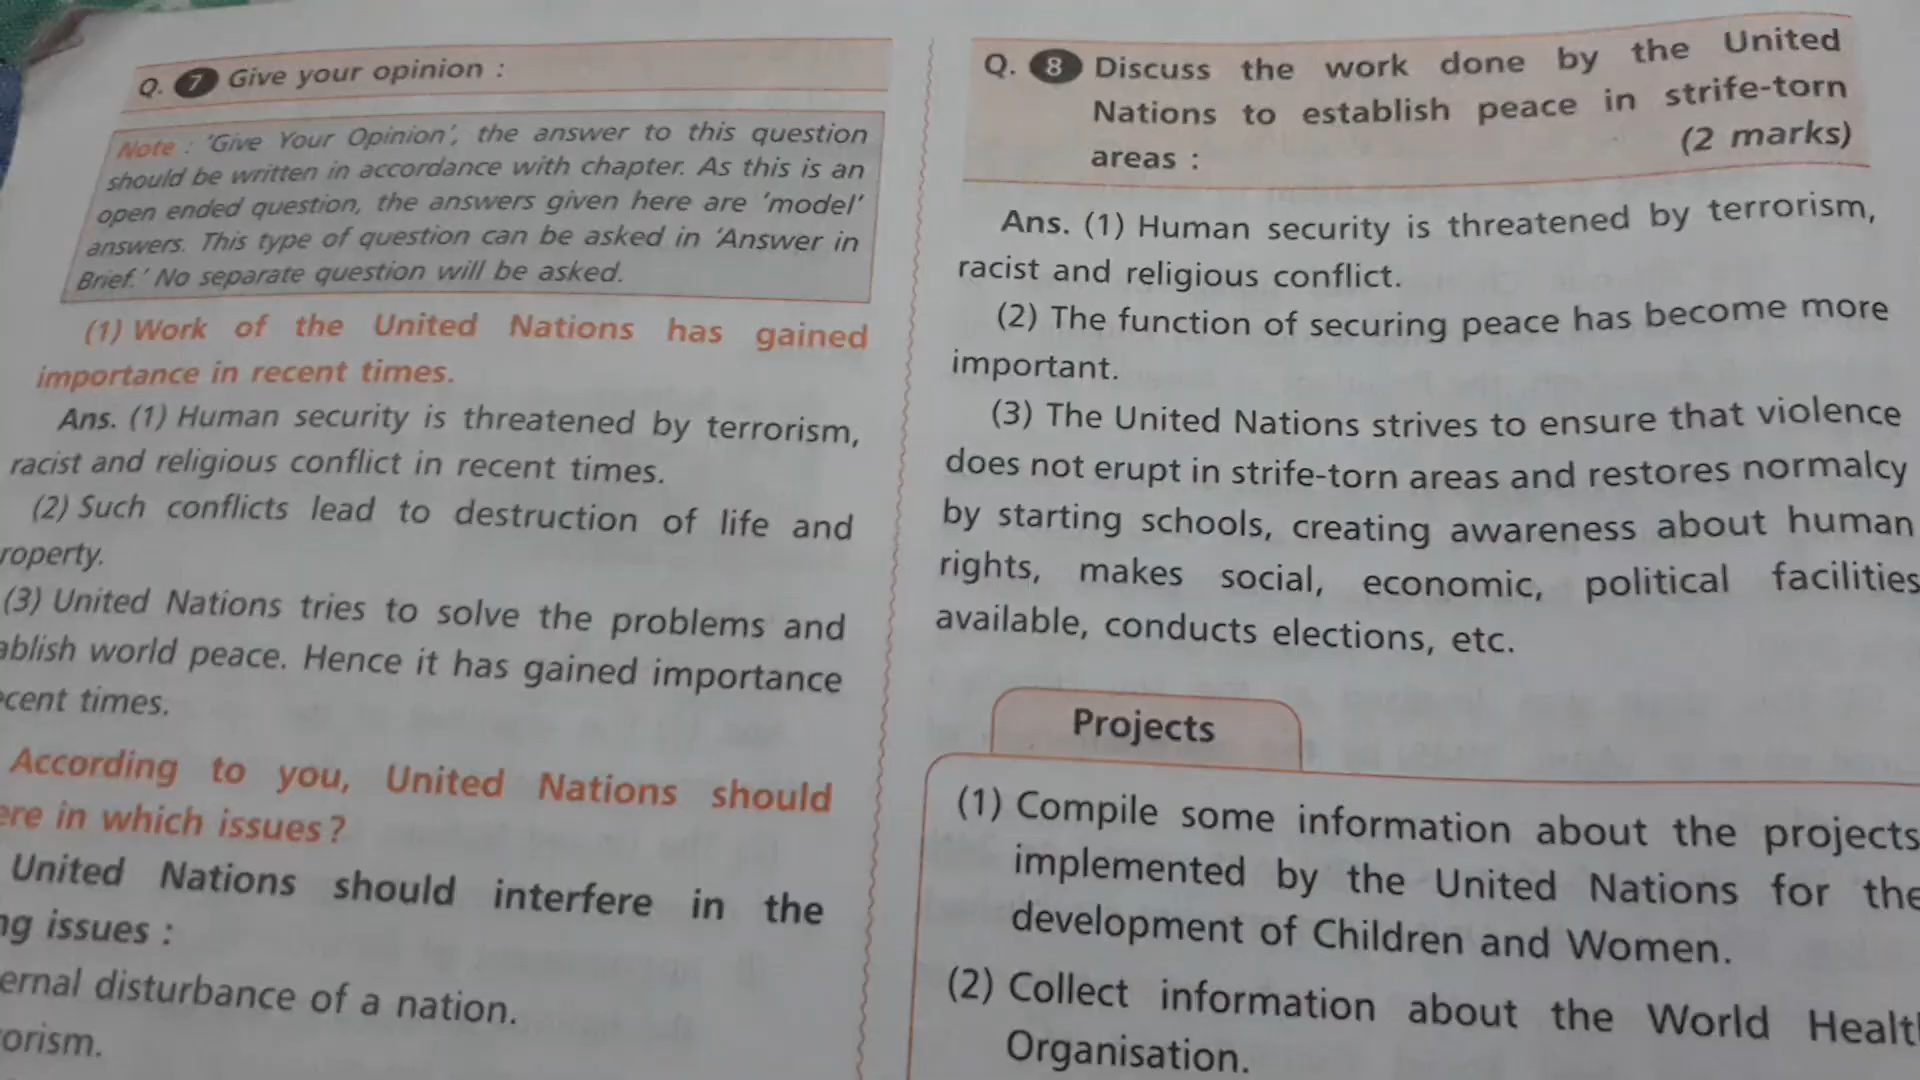 Q. 7 Give your opinion :
Note : 'Give Your Opinion', the answer to this question
should be written in accordance with chapter. As this is an
open ended question, the answers given here are 'model'
answers. This type of question can be asked in 'Answer in
Brief.' No separate question will be asked.
(1) Work of the United Nations has gained
importance in recent times.
Ans. (1) Human security is threatened by terrorism,
racist and religious conflict in recent times.
(2) Such conflicts lead to destruction of life and
roperty.
(3) United Nations tries to solve the problems and
ablish world peace. Hence it has gained importance
ecent times.
According to you, United Nations should
ere in which issues?
United Nations should interfere in the
ng issues :
ernal disturbance of a nation.
orism.
Q. 8 Discuss the work done by the United
Nations to establish peace in strife-torn
areas : (2 marks)
Ans. (1) Human security is threatened by terrorism,
racist and religious conflict.
(2) The function of securing peace has become more
important.
(3) The United Nations strives to ensure that violence
does not erupt in strife-torn areas and restores normalcy
by starting schools, creating awareness about human
rights, makes social, economic, political facilities
available, conducts elections, etc.
Projects
(1) Compile some information about the projects
implemented by the United Nations for the
development of Children and Women.
(2) Collect information about the World Healt
Organisation.